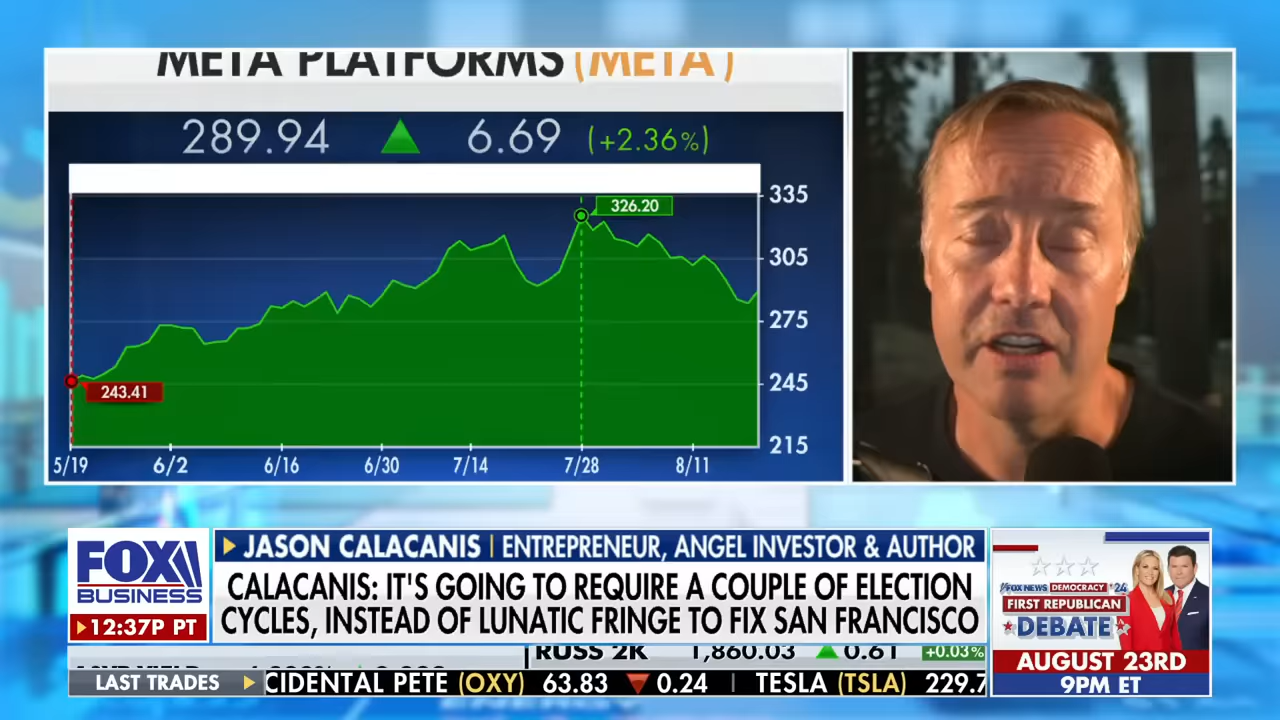 META PLATFORMS (META)
289.94 ▲ 6.69 (+2.36%)
335
326.20
305
275
245
243.41
215
5/19 6/2 6/16 6/30 7/14 7/28 8/11
FOX
BUSINESS
12:37P PT
JASON CALACANIS | ENTREPRENEUR, ANGEL INVESTOR & AUTHOR
CALACANIS: IT'S GOING TO REQUIRE A COUPLE OF ELECTION
CYCLES, INSTEAD OF LUNATIC FRINGE TO FIX SAN FRANCISCO
RUSS 2K 1,860.03 ▲ 0.61 +0.03%
LAST TRADES CIDENTAL PETE (OXY) 63.83 ▼ 0.24 | TESLA (TSLA) 229.7
FOX NEWS DEMOCRACY '24
FIRST REPUBLICAN
DEBATE
AUGUST 23RD
9PM ET